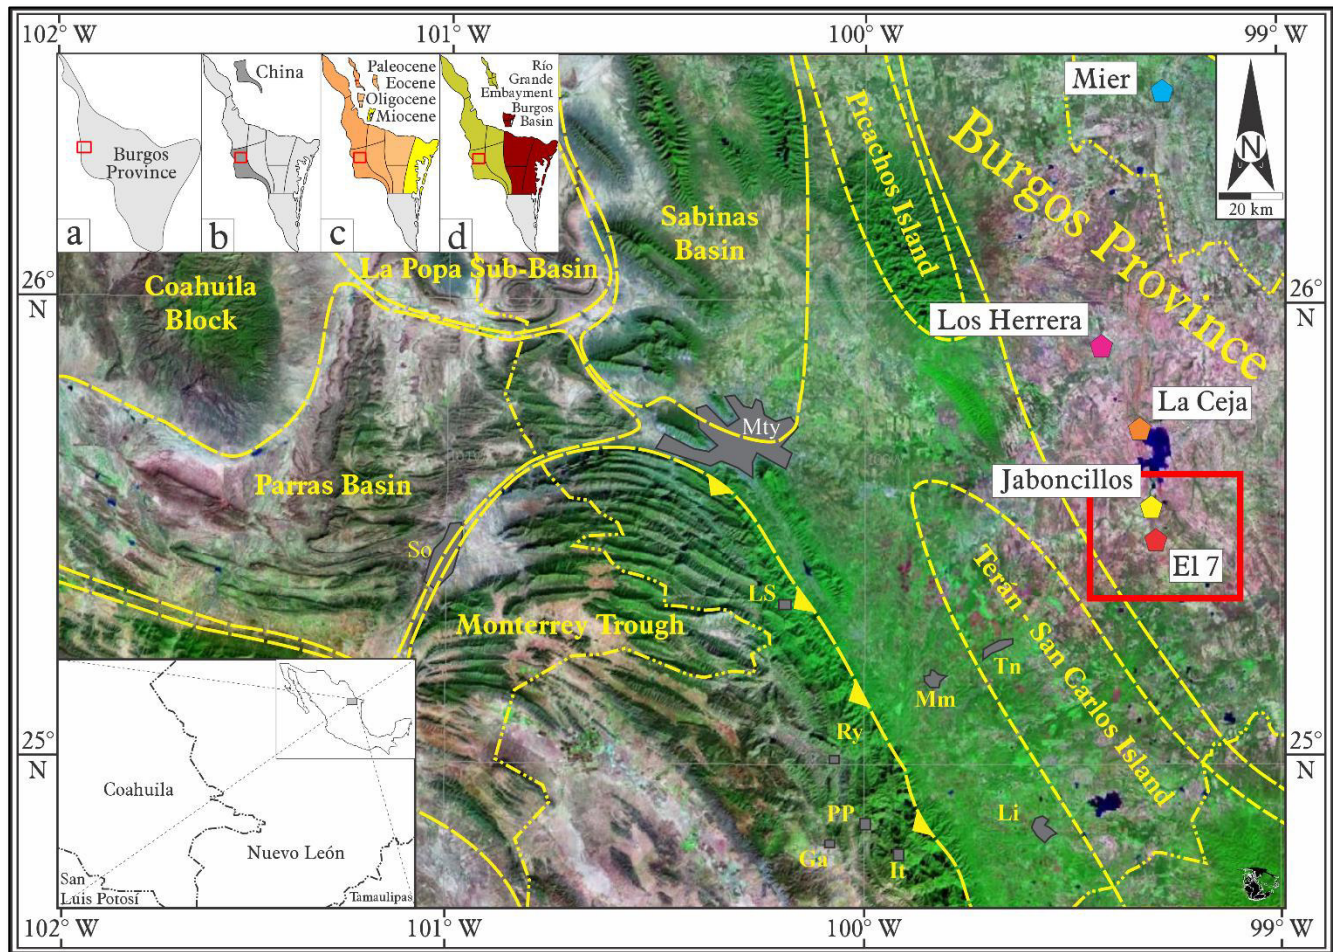 102° W
101° W
100° W
99° W
Burgos
Province
a
China
b
Paleocene
Eocene
Oligocene
Miocene
c
Río
Grande
Embayment
Burgos
Basin
d
Mier
N
20 km
Picachos Island
Burgos Province
Sabinas
Basin
La Popa Sub-Basin
Coahuila
Block
26°
N
26°
N
Los Herrera
La Ceja
Mty
Jaboncillos
Parras Basin
So
El 7
LS
Monterrey Trough
Terán - San Carlos Island
Tn
Mm
Ry
25°
N
25°
N
Coahuila
Nuevo León
San
Luis Potosí
Tamaulipas
PP
Li
Ga
It
102° W
101° W
100° W
99° W